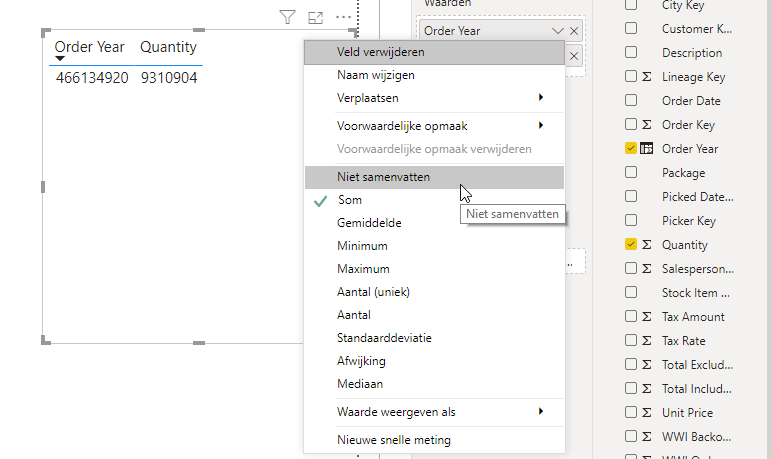 Waarden
Order Year
Order Year Quantity
466134920 9310904
Veld verwijderen
Naam wijzigen
Verplaatsen
Voorwaardelijke opmaak
Voorwaardelijke opmaak verwijderen
Niet samenvatten
Som
Niet samenvatten
Gemiddelde
Minimum
Maximum
Aantal (uniek)
Aantal
Standaarddeviatie
Afwijking
Mediaan
Waarde weergeven als
Nieuwe snelle meting
City Key
Customer K...
Description
Lineage Key
Order Date
Order Key
Order Year
Package
Picked Date...
Picker Key
Quantity
Salesperson...
Stock Item ...
Tax Amount
Tax Rate
Total Exclud...
Total Includ...
Unit Price
WWI Backo...